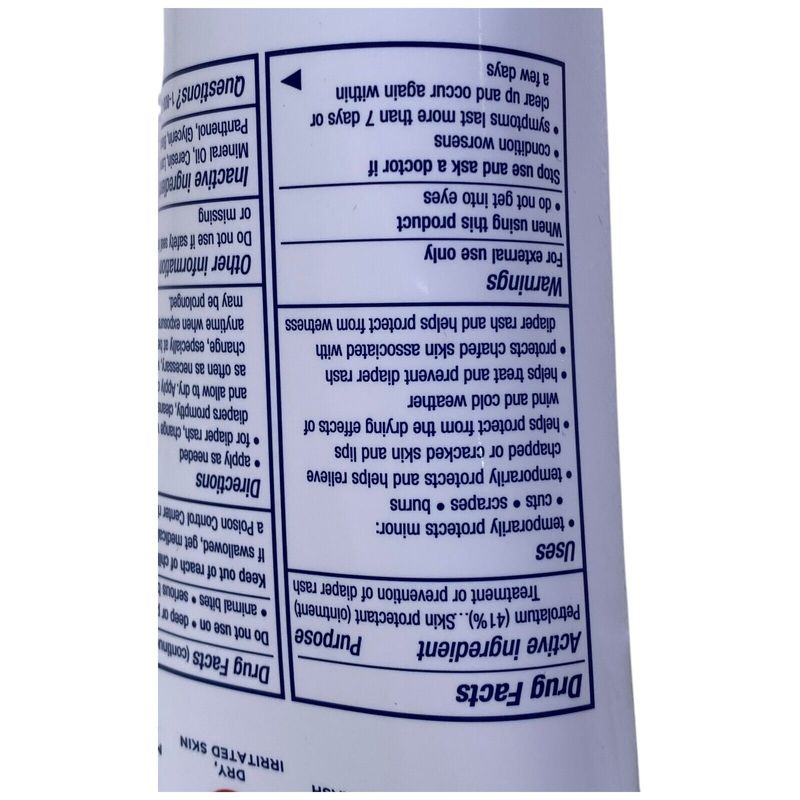 DRY,
IRRITATED SKIN
Drug Facts
Active ingredient Purpose
Petrolatum (41%)...Skin protectant (ointment)
Treatment or prevention of diaper rash
Uses
• temporarily protects minor:
• cuts • scrapes • burns
• temporarily protects and helps relieve
chapped or cracked skin and lips
• helps protect from the drying effects of
wind and cold weather
• helps treat and prevent diaper rash
• protects chafed skin associated with
diaper rash and helps protect from wetness
Warnings
For external use only
When using this product
• do not get into eyes
Stop use and ask a doctor if
• condition worsens
• symptoms last more than 7 days or
clear up and occur again within
a few days
Drug Facts
Do not use on • deep or
• animal bites • serious
Keep out of reach of
If swallowed, get
a Poison Control Center
Directions
• apply as needed
• for diaper rash, change
diapers promptly,
and allow to dry. Apply
as often as necessary,
change, especially at
anytime when
may be prolonged.
Other
Do not use if safety
or missing
Inactive
Mineral Oil, Ceresin,
Panthenol, Glycerin,
Questions?